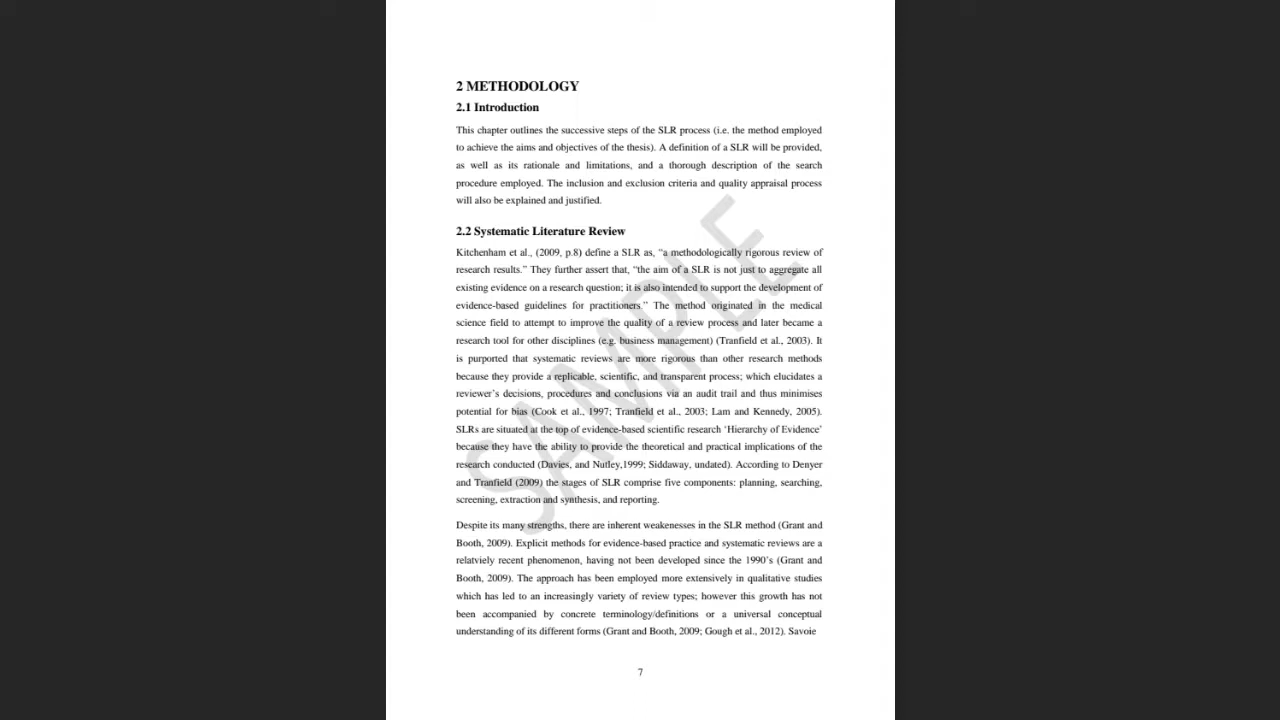 2 METHODOLOGY
2.1 Introduction
This chapter outlines the successive steps of the SLR process (i.e. the method employed
to achieve the aims and objectives of the thesis). A definition of a SLR will be provided,
as well as its rationale and limitations, and a thorough description of the search
procedure employed. The inclusion and exclusion criteria and quality appraisal process
will also be explained and justified.
2.2 Systematic Literature Review
Kitchenham et al., (2009, p.8) define a SLR as, “a methodologically rigorous review of
research results.” They further assert that, “the aim of a SLR is not just to aggregate all
existing evidence on a research question; it is also intended to support the development of
evidence-based guidelines for practitioners.” The method originated in the medical
science field to attempt to improve the quality of a review process and later became a
research tool for other disciplines (e.g. business management) (Tranfield et al., 2003). It
is purported that systematic reviews are more rigorous than other research methods
because they provide a replicable, scientific, and transparent process; which elucidates a
reviewer’s decisions, procedures and conclusions via an audit trail and thus minimises
potential for bias (Cook et al., 1997; Tranfield et al., 2003; Lam and Kennedy, 2005).
SLRs are situated at the top of evidence-based scientific research ‘Hierarchy of Evidence’
because they have the ability to provide the theoretical and practical implications of the
research conducted (Davies, and Nutley,1999; Siddaway, undated). According to Denyer
and Tranfield (2009) the stages of SLR comprise five components: planning, searching,
screening, extraction and synthesis, and reporting.
Despite its many strengths, there are inherent weakenesses in the SLR method (Grant and
Booth, 2009). Explicit methods for evidence-based practice and systematic reviews are a
relatviely recent phenomenon, having not been developed since the 1990’s (Grant and
Booth, 2009). The approach has been employed more extensively in qualitative studies
which has led to an increasingly variety of review types; however this growth has not
been accompanied by concrete terminology/definitions or a universal conceptual
understanding of its different forms (Grant and Booth, 2009; Gough et al., 2012). Savoie
7
SAMPLE